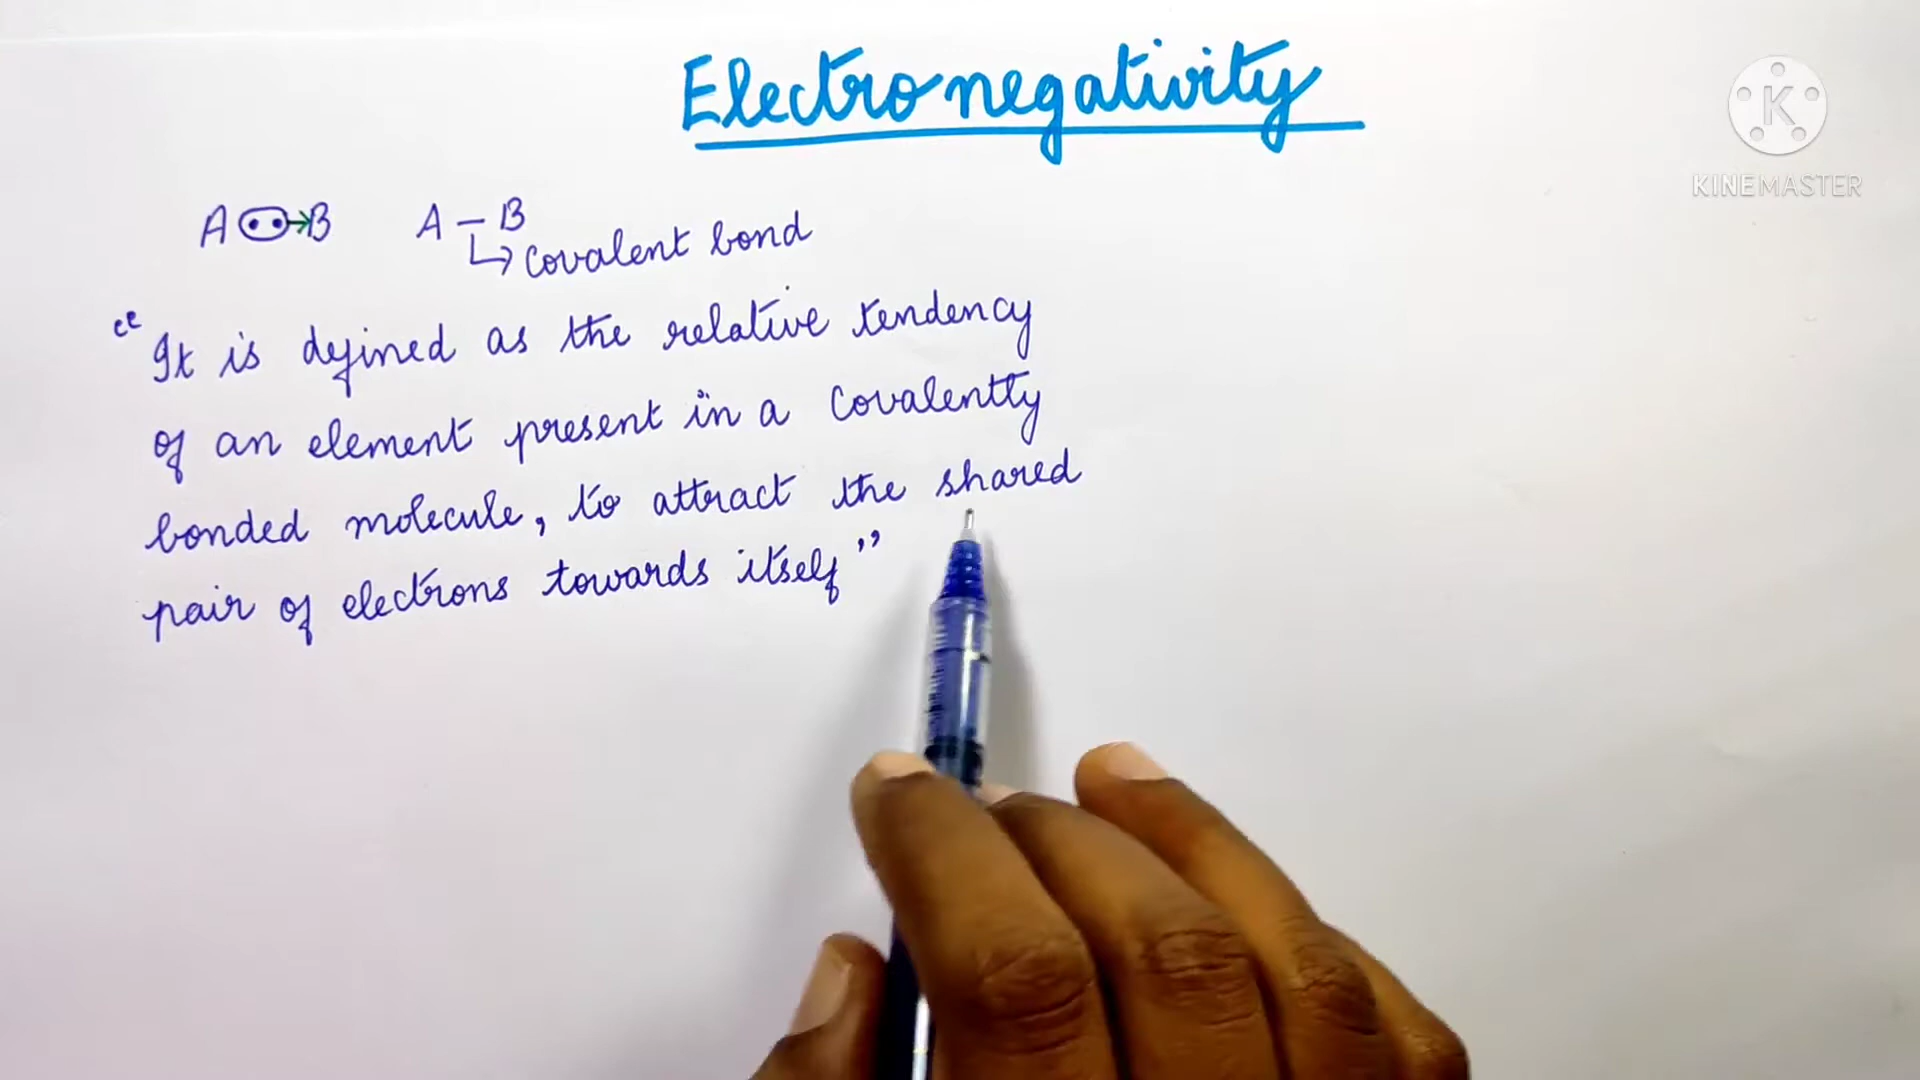 Electronegativity
K
KINEMASTER
A B A – B
Covalent bond
“It is defined as the relative tendency
of an element present in a Covalentty
bonded molecule, to attract the shared
pair of electrons towards itself”